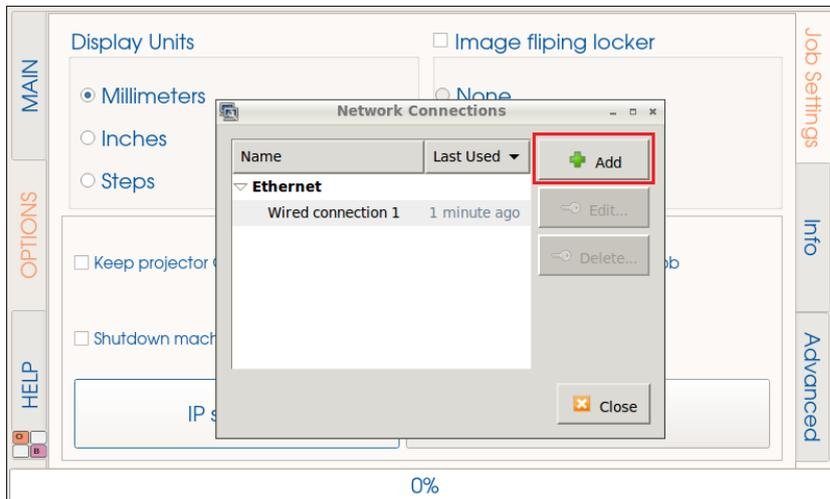 Display Units
Image fliping locker
Millimeters
None
Inches
Steps
MAIN
OPTIONS
HELP
Job Settings
Info
Advanced
Network Connections
Name
Last Used
Add
Ethernet
Wired connection 1
1 minute ago
Edit...
Delete...
Keep projector
Shutdown mach
IP s
Close
O
B
0%